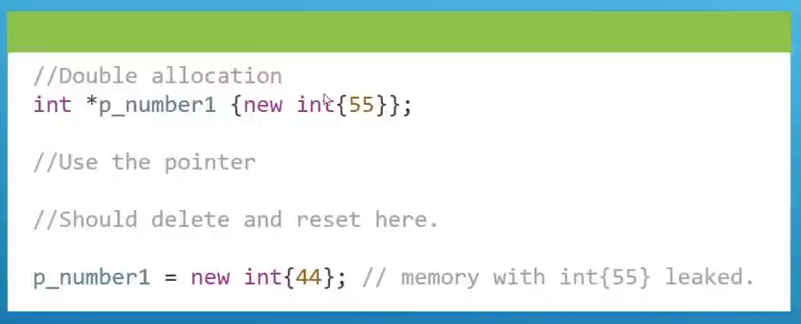 //Double allocation
int *p_number1 {new int{55}};
//Use the pointer
//Should delete and reset here.
p_number1 = new int{44}; // memory with int{55} leaked.